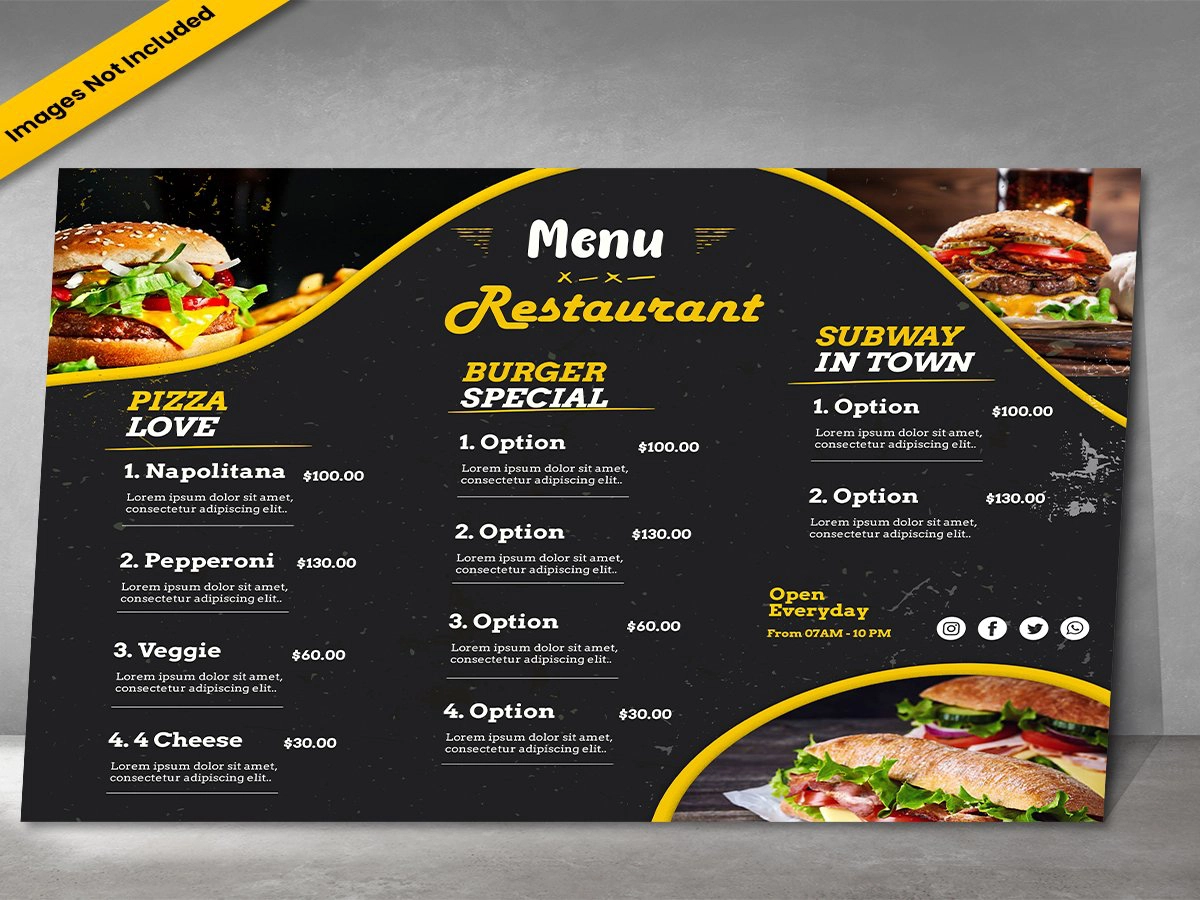 Images Not Included
Menu
Restaurant
PIZZA
LOVE
1. Napolitana $100.00
Lorem ipsum dolor sit amet,
consectetur adipiscing elit..
2. Pepperoni $130.00
Lorem ipsum dolor sit amet,
consectetur adipiscing elit..
3. Veggie $60.00
Lorem ipsum dolor sit amet,
consectetur adipiscing elit..
4. 4 Cheese $30.00
Lorem ipsum dolor sit amet,
consectetur adipiscing elit..
BURGER
SPECIAL
1. Option $100.00
Lorem ipsum dolor sit amet,
consectetur adipiscing elit..
2. Option $130.00
Lorem ipsum dolor sit amet,
consectetur adipiscing elit..
3. Option $60.00
Lorem ipsum dolor sit amet,
consectetur adipiscing elit..
4. Option $30.00
Lorem ipsum dolor sit amet,
consectetur adipiscing elit..
SUBWAY
IN TOWN
1. Option $100.00
Lorem ipsum dolor sit amet,
consectetur adipiscing elit..
2. Option $130.00
Lorem ipsum dolor sit amet,
consectetur adipiscing elit..
Open
Everyday
From 07AM - 10 PM